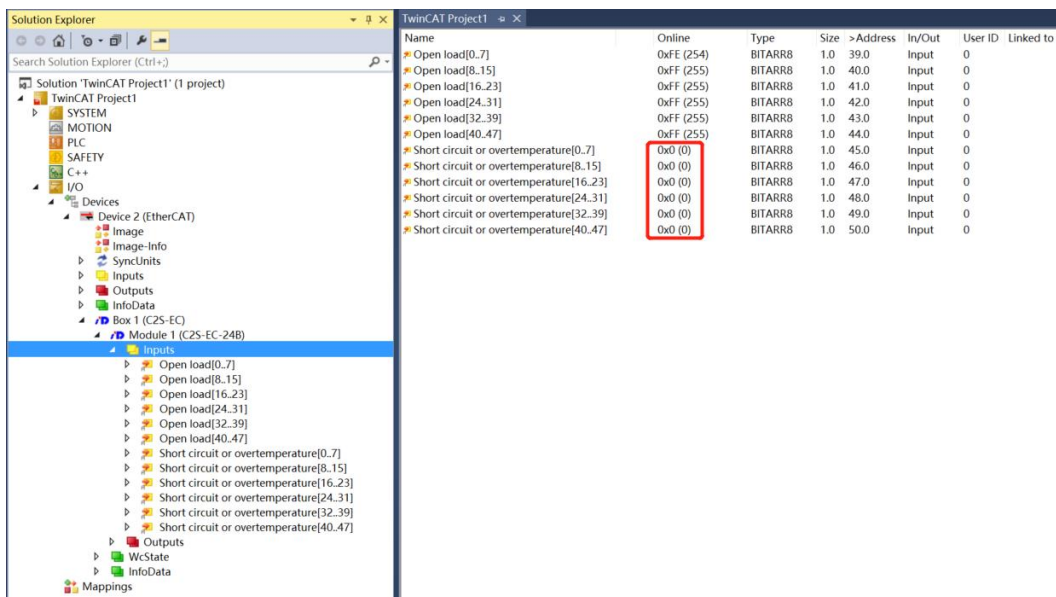 Solution Explorer
Search Solution Explorer (Ctrl+;)
Solution 'TwinCAT Project1' (1 project)
TwinCAT Project1
SYSTEM
MOTION
PLC
SAFETY
C++
I/O
Devices
Device 2 (EtherCAT)
Image
Image-Info
SyncUnits
Inputs
Outputs
InfoData
Box 1 (C2S-EC)
Module 1 (C2S-EC-24B)
Inputs
Open load[0..7]
Open load[8..15]
Open load[16..23]
Open load[24..31]
Open load[32..39]
Open load[40..47]
Short circuit or overtemperature[0..7]
Short circuit or overtemperature[8..15]
Short circuit or overtemperature[16..23]
Short circuit or overtemperature[24..31]
Short circuit or overtemperature[32..39]
Short circuit or overtemperature[40..47]
Outputs
WcState
InfoData
Mappings
TwinCAT Project1
Name Online Type Size >Address In/Out User ID Linked to
Open load[0..7] 0xFE (254) BITARR8 1.0 39.0 Input 0
Open load[8..15] 0xFF (255) BITARR8 1.0 40.0 Input 0
Open load[16..23] 0xFF (255) BITARR8 1.0 41.0 Input 0
Open load[24..31] 0xFF (255) BITARR8 1.0 42.0 Input 0
Open load[32..39] 0xFF (255) BITARR8 1.0 43.0 Input 0
Open load[40..47] 0xFF (255) BITARR8 1.0 44.0 Input 0
Short circuit or overtemperature[0..7] 0x0 (0) BITARR8 1.0 45.0 Input 0
Short circuit or overtemperature[8..15] 0x0 (0) BITARR8 1.0 46.0 Input 0
Short circuit or overtemperature[16..23] 0x0 (0) BITARR8 1.0 47.0 Input 0
Short circuit or overtemperature[24..31] 0x0 (0) BITARR8 1.0 48.0 Input 0
Short circuit or overtemperature[32..39] 0x0 (0) BITARR8 1.0 49.0 Input 0
Short circuit or overtemperature[40..47] 0x0 (0) BITARR8 1.0 50.0 Input 0